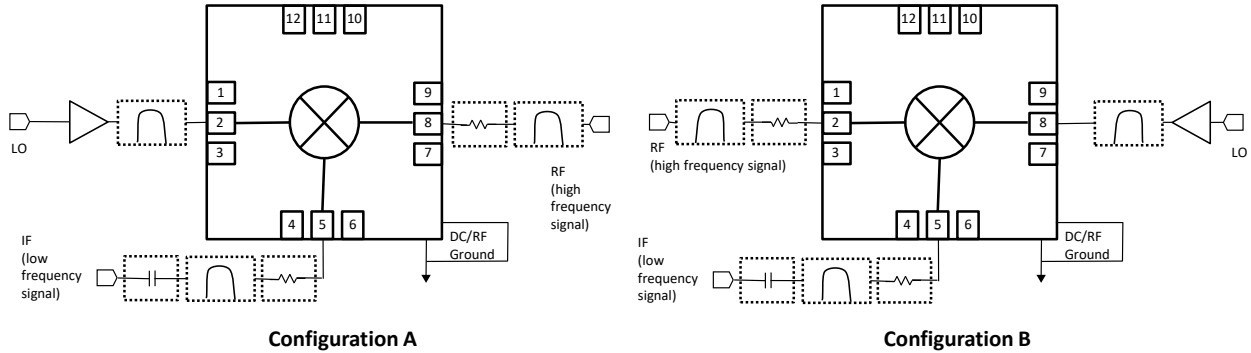 12 11 10
1
2
3
9
8
7
4 5 6
LO
RF
(high
frequency
signal)
IF
(low
frequency
signal)
DC/RF
Ground
Configuration A
12 11 10
1
2
3
9
8
7
4 5 6
RF
(high frequency signal)
LO
IF
(low
frequency
signal)
DC/RF
Ground
Configuration B